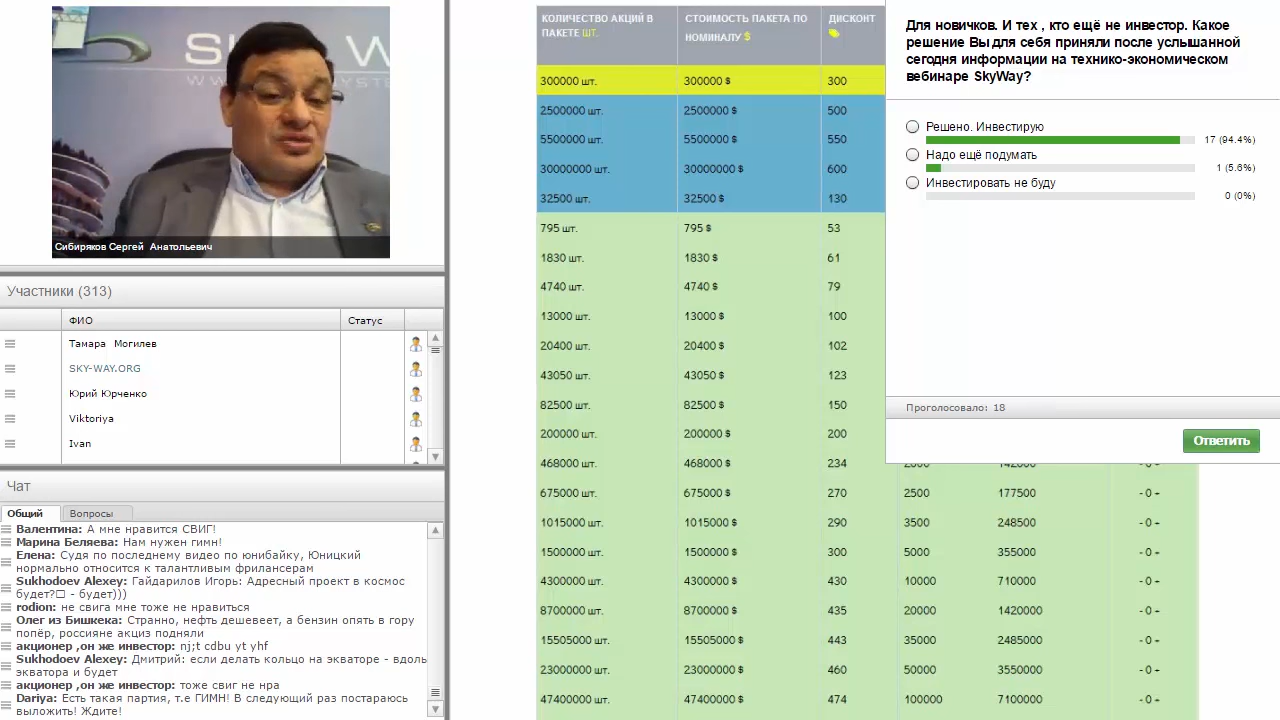 SKY W
КОЛИЧЕСТВО АКЦИЙ В ПАКЕТЕ ШТ. СТОИМОСТЬ ПАКЕТА ПО НОМИНАЛУ $ ДИСКОНТ
300000 шт. 300000 $ 300
2500000 шт. 2500000 $ 500
5500000 шт. 5500000 $ 550
30000000 шт. 30000000 $ 600
32500 шт. 32500 $ 130
795 шт. 795 $ 53
1830 шт. 1830 $ 61
4740 шт. 4740 $ 79
13000 шт. 13000 $ 100
20400 шт. 20400 $ 102
43050 шт. 43050 $ 123
82500 шт. 82500 $ 150
200000 шт. 200000 $ 200
468000 шт. 468000 $ 234
675000 шт. 675000 $ 270 2500 177500 - 0 +
1015000 шт. 1015000 $ 290 3500 248500 - 0 +
1500000 шт. 1500000 $ 300 5000 355000 - 0 +
4300000 шт. 4300000 $ 430 10000 710000 - 0 +
8700000 шт. 8700000 $ 435 20000 1420000 - 0 +
15505000 шт. 15505000 $ 443 35000 2485000 - 0 +
23000000 шт. 23000000 $ 460 50000 3550000 - 0 +
47400000 шт. 47400000 $ 474 100000 7100000 - 0 +
Для новичков. И тех , кто ещё не инвестор. Какое
решение Вы для себя приняли после услышанной
сегодня информации на технико-экономическом
вебинаре SkyWay?
Решено. Инвестирую
17 (94.4%)
Надо ещё подумать
1 (5.6%)
Инвестировать не буду
0 (0%)
Проголосовало: 18
Ответить
Сибиряков Сергей Анатольевич
Участники (313)
ФИО Статус
Тамара Могилев
SKY-WAY.ORG
Юрий Юрченко
Viktoriya
Ivan
Чат
Общий Вопросы
Валентина: А мне нравится СВИГ!
Марина Беляева: Нам нужен гимн!
Елена: Судя по последнему видео по юнибайку, Юницкий
нормально относится к талантливым фрилансерам
Sukhodoev Alexey: Гайдарилов Игорь: Адресный проект в космос
будет? - будет)))
rodion: не свига мне тоже не нравиться
Олег из Бишкека: Странно, нефть дешевеет, а бензин опять в гору
попёр, россияне акциз подняли
акционер ,он же инвестор: nj;t cdbu yt yhf
Sukhodoev Alexey: Дмитрий: если делать кольцо на экваторе - вдоль
экватора и будет
акционер ,он же инвестор: тоже свиг не нра
Dariya: Есть такая партия, т.е ГИМН! В следующий раз постараюсь
выложить! Ждите!